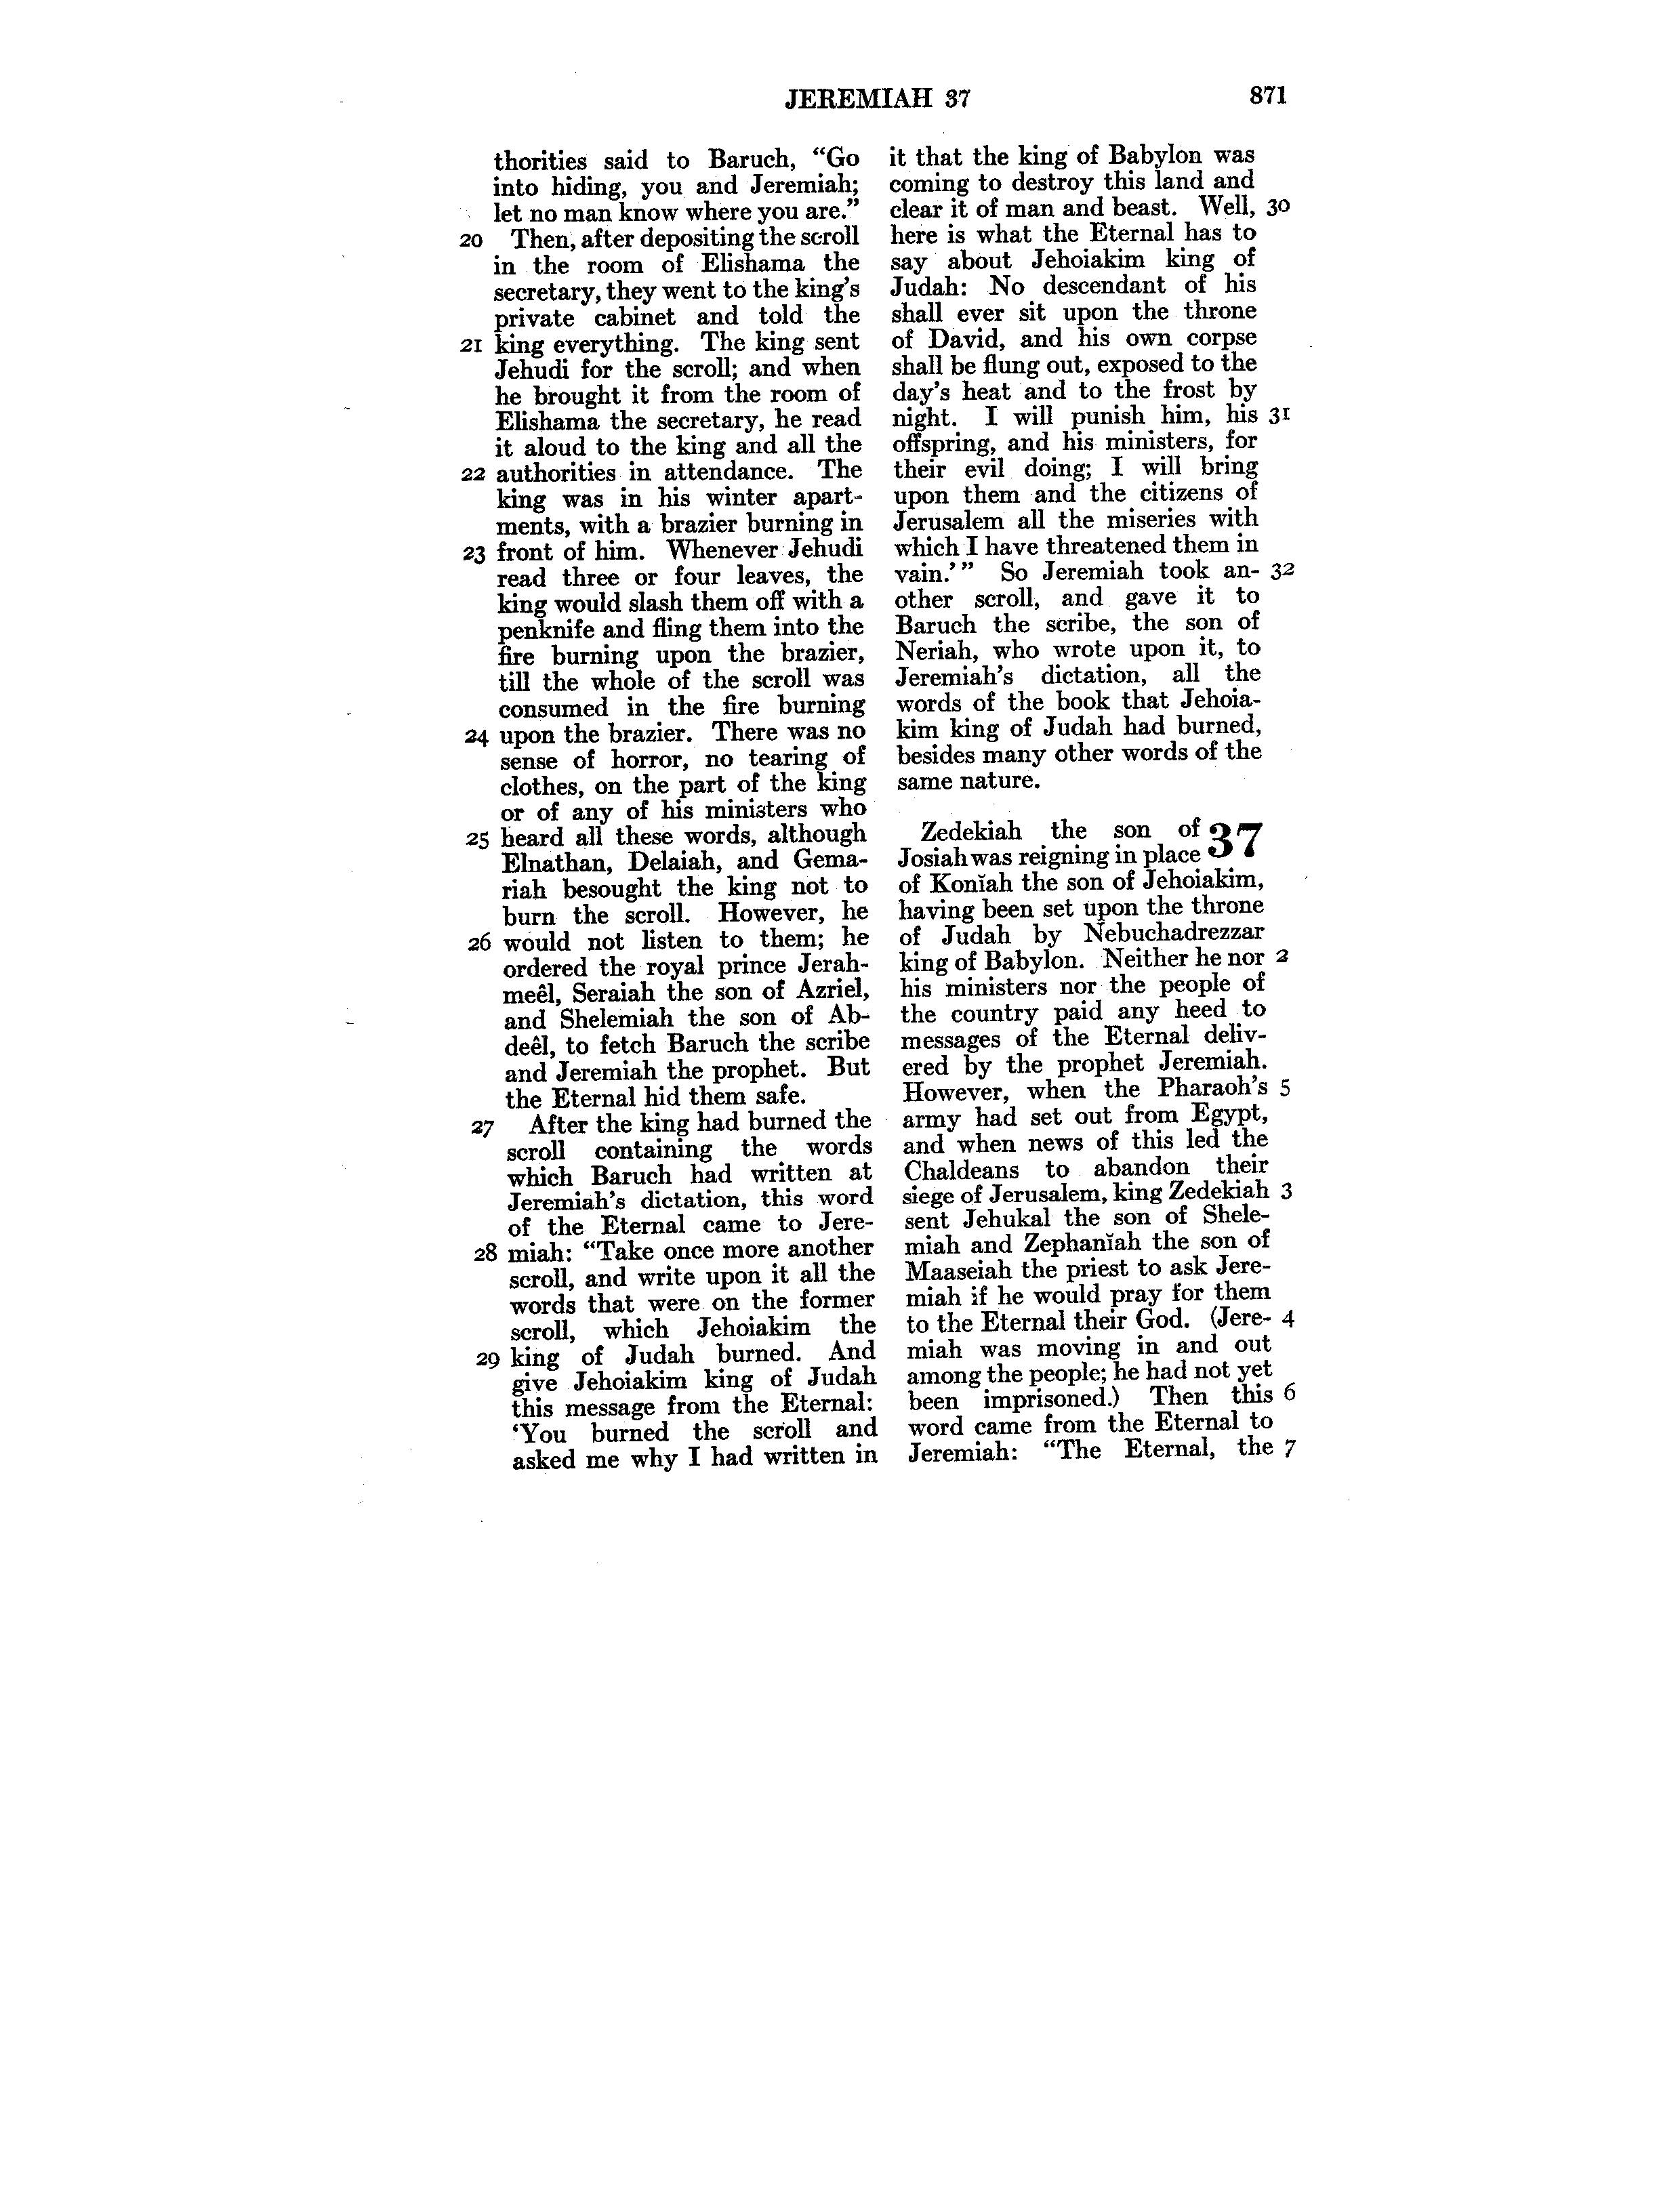 JEREMIAH 37
871
thorities said to Baruch, “Go
into hiding, you and Jeremiah;
let no man know where you are.”
20 Then, after depositing the scroll
in the room of Elishama the
secretary, they went to the king’s
private cabinet and told the
21 king everything. The king sent
Jehudi for the scroll; and when
he brought it from the room of
Elishama the secretary, he read
it aloud to the king and all the
22 authorities in attendance. The
king was in his winter apart-
ments, with a brazier burning in
23 front of him. Whenever Jehudi
read three or four leaves, the
king would slash them off with a
penknife and fling them into the
fire burning upon the brazier,
till the whole of the scroll was
consumed in the fire burning
24 upon the brazier. There was no
sense of horror, no tearing of
clothes, on the part of the king
or of any of his ministers who
25 heard all these words, although
Elnathan, Delaiah, and Gema-
riah besought the king not to
burn the scroll. However, he
26 would not listen to them; he
ordered the royal prince Jerah-
meêl, Seraiah the son of Azriel,
and Shelemiah the son of Ab-
deêl, to fetch Baruch the scribe
and Jeremiah the prophet. But
the Eternal hid them safe.
27 After the king had burned the
scroll containing the words
which Baruch had written at
Jeremiah’s dictation, this word
of the Eternal came to Jere-
28 miah: “Take once more another
scroll, and write upon it all the
words that were on the former
scroll, which Jehoiakim the
29 king of Judah burned. And
give Jehoiakim king of Judah
this message from the Eternal:
‘You burned the scroll and
asked me why I had written in
it that the king of Babylon was
coming to destroy this land and
clear it of man and beast. Well, 30
here is what the Eternal has to
say about Jehoiakim king of
Judah: No descendant of his
shall ever sit upon the throne
of David, and his own corpse
shall be flung out, exposed to the
day’s heat and to the frost by
night. I will punish him, his 31
offspring, and his ministers, for
their evil doing; I will bring
upon them and the citizens of
Jerusalem all the miseries with
which I have threatened them in
vain.’” So Jeremiah took an- 32
other scroll, and gave it to
Baruch the scribe, the son of
Neriah, who wrote upon it, to
Jeremiah’s dictation, all the
words of the book that Jehoia-
kim king of Judah had burned,
besides many other words of the
same nature.
Zedekiah the son of 37
Josiah was reigning in place
of Konĭah the son of Jehoiakim,
having been set upon the throne
of Judah by Nebuchadrezzar
king of Babylon. Neither he nor 2
his ministers nor the people of
the country paid any heed to
messages of the Eternal deliv-
ered by the prophet Jeremiah.
However, when the Pharaoh’s 5
army had set out from Egypt,
and when news of this led the
Chaldeans to abandon their
siege of Jerusalem, king Zedekiah 3
sent Jehukal the son of Shele-
miah and Zephanĭah the son of
Maaseiah the priest to ask Jere-
miah if he would pray for them
to the Eternal their God. (Jere- 4
miah was moving in and out
among the people; he had not yet
been imprisoned.) Then this 6
word came from the Eternal to
Jeremiah: “The Eternal, the 7